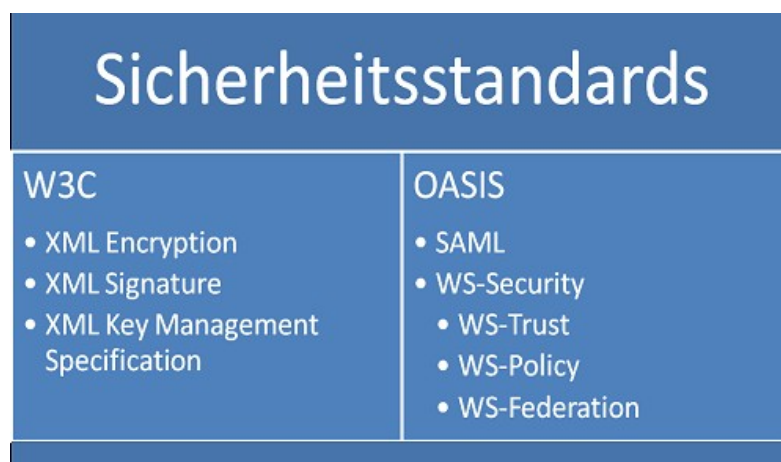 Sicherheitsstandards
W3C
• XML Encryption
• XML Signature
• XML Key Management
Specification
OASIS
• SAML
• WS-Security
• WS-Trust
• WS-Policy
• WS-Federation